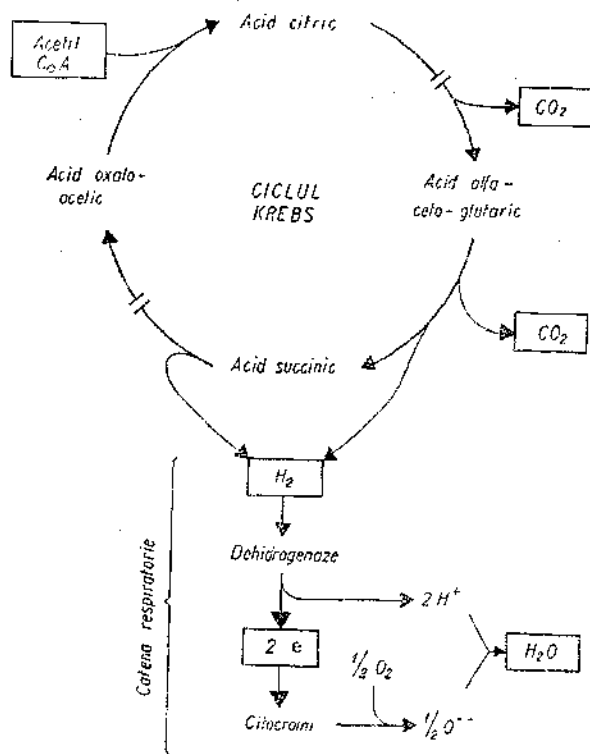 Acid citric
Acetil
CoA
CO₂
Acid oxalo-
acetic
CICLUL
KREBS
Acid alfa-
ceto-glutaric
CO₂
Acid succinic
H₂
Catena respiratorie
Dehidrogenaze
2H⁺
2 e
½ O₂
H₂O
Citocromi
½ O⁻⁻